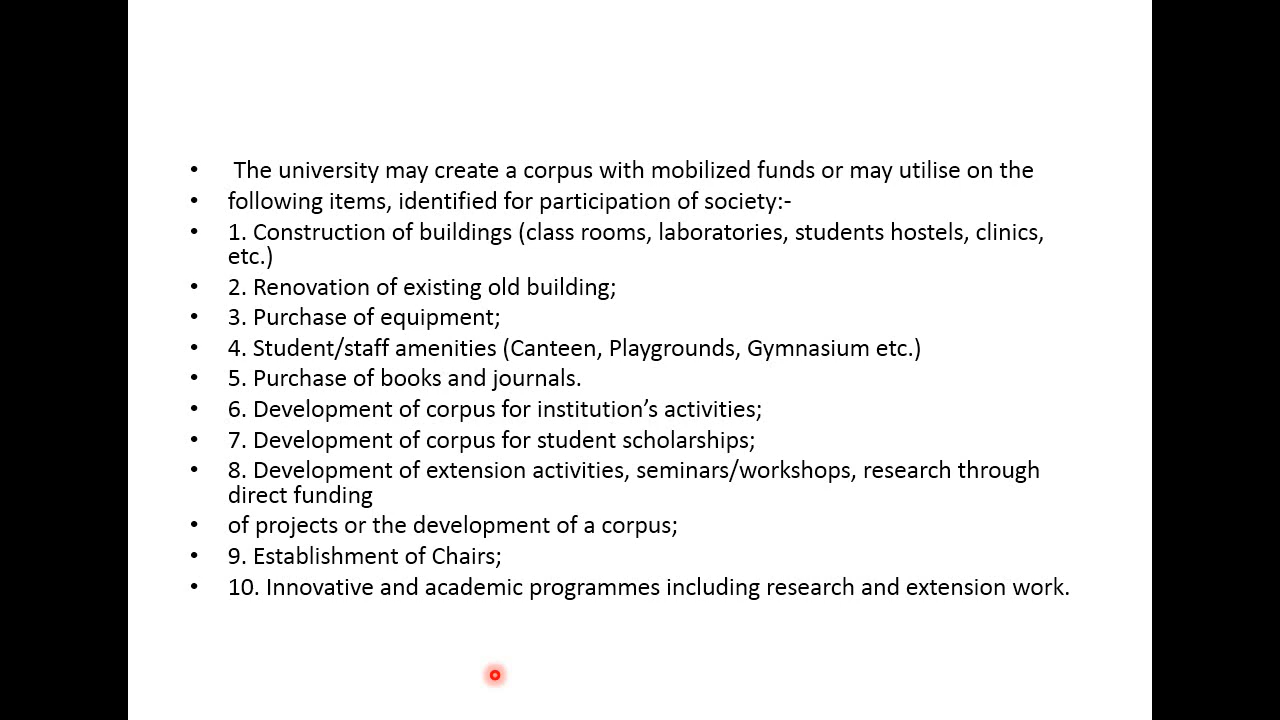 • The university may create a corpus with mobilized funds or may utilise on the
• following items, identified for participation of society:-
• 1. Construction of buildings (class rooms, laboratories, students hostels, clinics,
etc.)
• 2. Renovation of existing old building;
• 3. Purchase of equipment;
• 4. Student/staff amenities (Canteen, Playgrounds, Gymnasium etc.)
• 5. Purchase of books and journals.
• 6. Development of corpus for institution’s activities;
• 7. Development of corpus for student scholarships;
• 8. Development of extension activities, seminars/workshops, research through
direct funding
• of projects or the development of a corpus;
• 9. Establishment of Chairs;
• 10. Innovative and academic programmes including research and extension work.